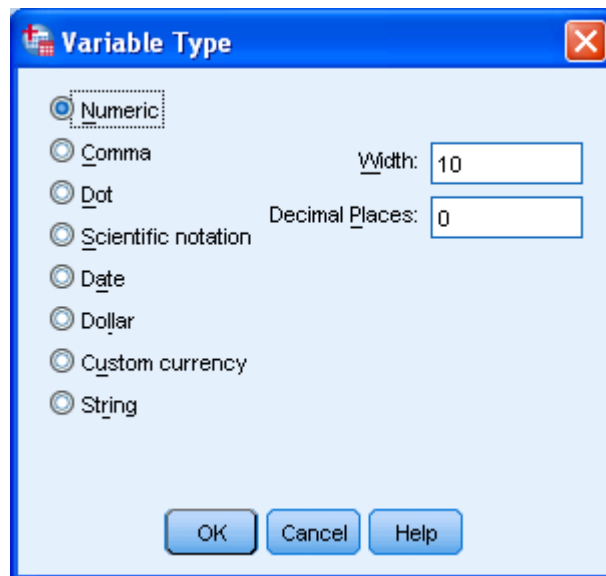 Variable Type
Numeric
Comma
Width: 10
Dot
Decimal Places: 0
Scientific notation
Date
Dollar
Custom currency
String
OK Cancel Help